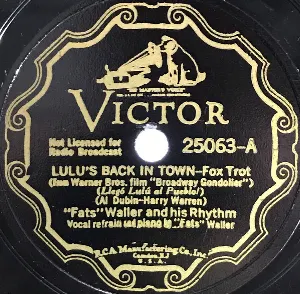 "HIS MASTER'S VOICE"
VICTOR
Not Licensed for
Radio Broadcast
25063-A
LULU'S BACK IN TOWN—Fox Trot
(from Warner Bros. film "Broadway Gondolier")
(Llegó Lulú al Pueblo!)
(Al Dubin-Harry Warren)
"Fats" Waller and his Rhythm
Vocal refrain and piano by "Fats" Waller
RCA Manufacturing Co., Inc.
Camden, N.J.
U.S.A.